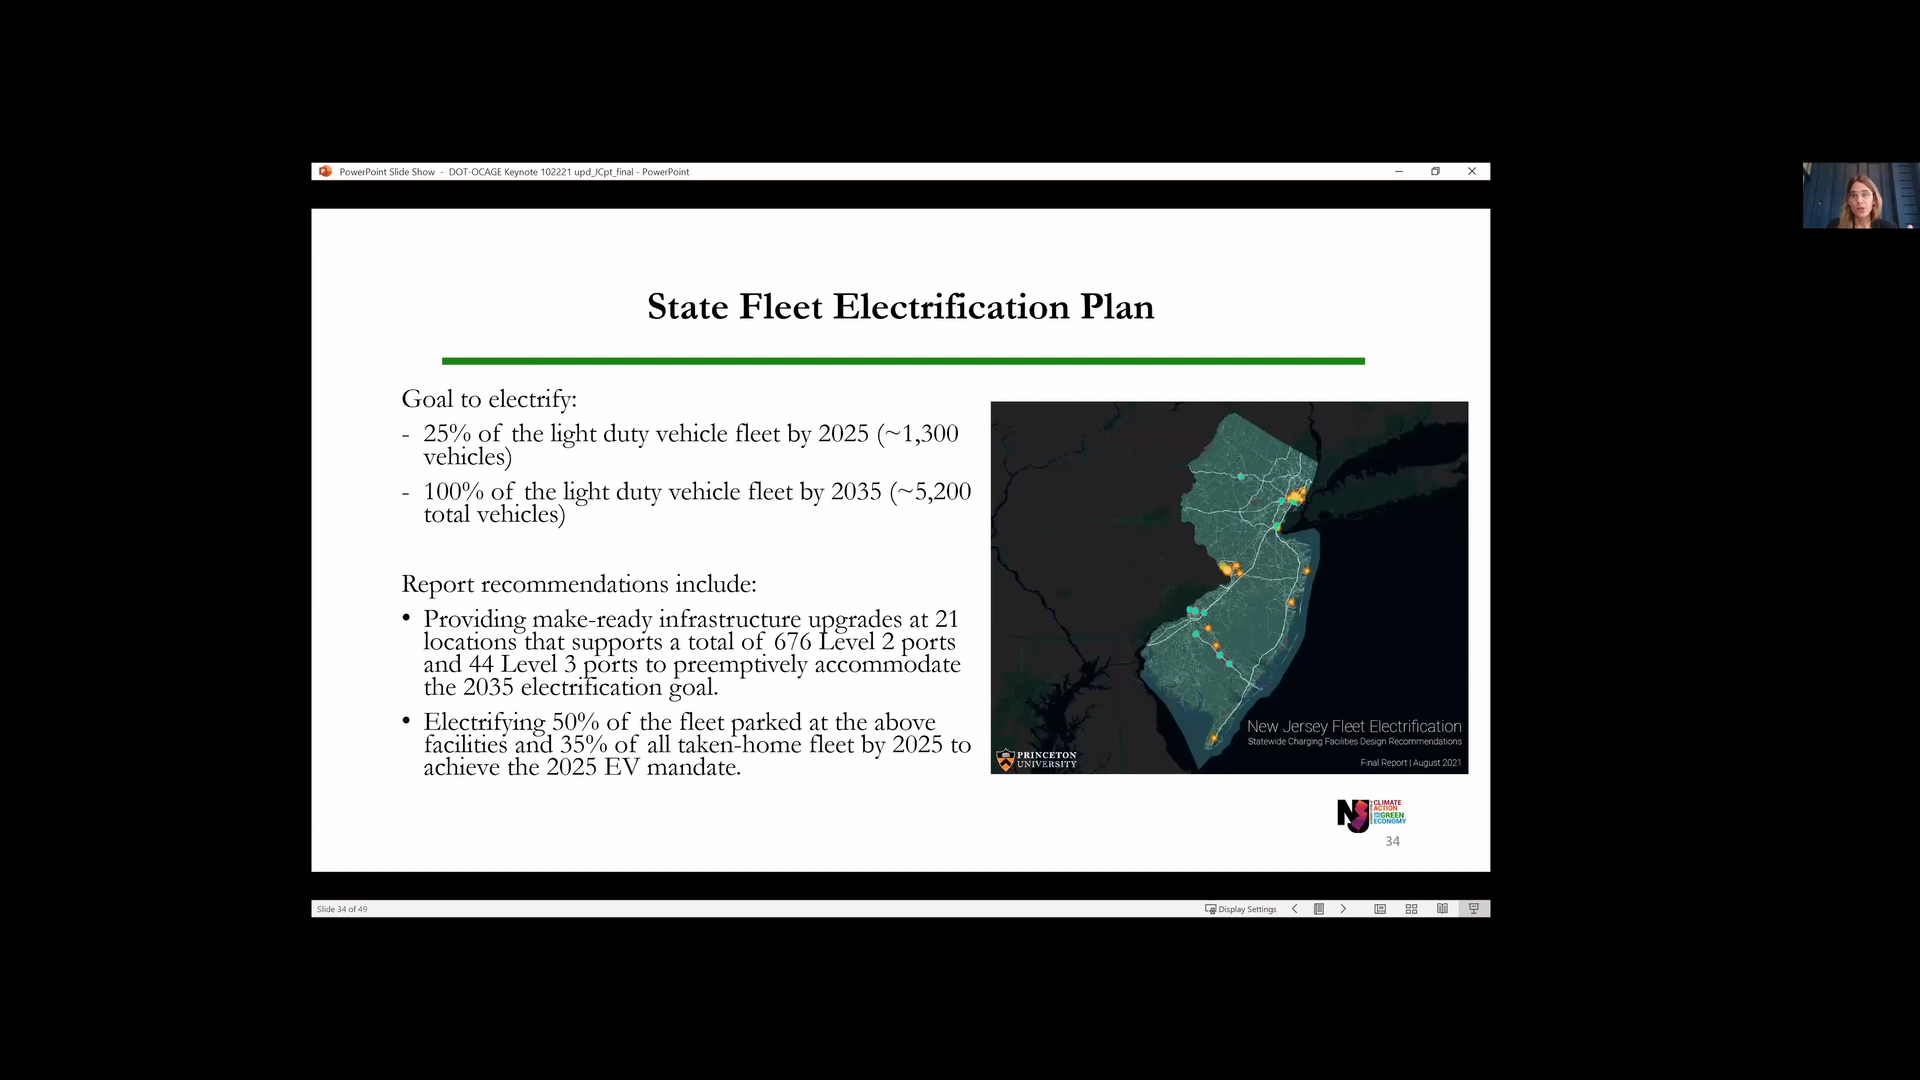 PowerPoint Slide Show - DOT-OCAGE Keynote 102221 upd_JCpt_final - PowerPoint
State Fleet Electrification Plan
Goal to electrify:
- 25% of the light duty vehicle fleet by 2025 (~1,300
vehicles)
- 100% of the light duty vehicle fleet by 2035 (~5,200
total vehicles)
Report recommendations include:
• Providing make-ready infrastructure upgrades at 21
locations that supports a total of 676 Level 2 ports
and 44 Level 3 ports to preemptively accommodate
the 2035 electrification goal.
• Electrifying 50% of the fleet parked at the above
facilities and 35% of all taken-home fleet by 2025 to
achieve the 2025 EV mandate.
New Jersey Fleet Electrification
Statewide Charging Facilities Design Recommendations
Final Report | August 2021
PRINCETON
UNIVERSITY
NJ
CLIMATE
ACTION
GREEN
ECONOMY
34
Slide 34 of 49
Display Settings